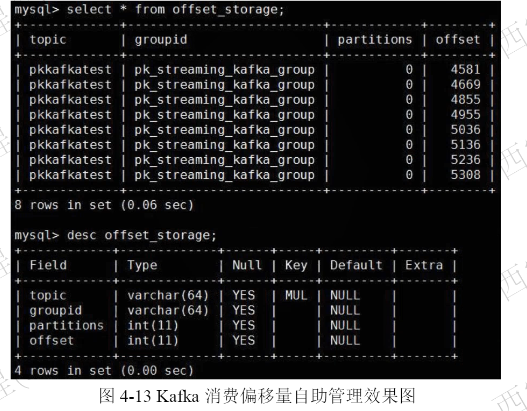 mysql> select * from offset_storage;
+-------------+--------------------------+------------+--------+
| topic | groupid | partitions | offset |
+-------------+--------------------------+------------+--------+
| pkkafkatest | pk_streaming_kafka_group | 0 | 4581 |
| pkkafkatest | pk_streaming_kafka_group | 0 | 4669 |
| pkkafkatest | pk_streaming_kafka_group | 0 | 4855 |
| pkkafkatest | pk_streaming_kafka_group | 0 | 4955 |
| pkkafkatest | pk_streaming_kafka_group | 0 | 5036 |
| pkkafkatest | pk_streaming_kafka_group | 0 | 5136 |
| pkkafkatest | pk_streaming_kafka_group | 0 | 5236 |
| pkkafkatest | pk_streaming_kafka_group | 0 | 5308 |
+-------------+--------------------------+------------+--------+
8 rows in set (0.06 sec)
mysql> desc offset_storage;
+------------+-------------+------+-----+---------+-------+
| Field | Type | Null | Key | Default | Extra |
+------------+-------------+------+-----+---------+-------+
| topic | varchar(64) | YES | MUL | NULL | |
| groupid | varchar(64) | YES | | NULL | |
| partitions | int(11) | YES | | NULL | |
| offset | int(11) | YES | | NULL | |
+------------+-------------+------+-----+---------+-------+
4 rows in set (0.00 sec)
图 4-13 Kafka 消费偏移量自助管理效果图